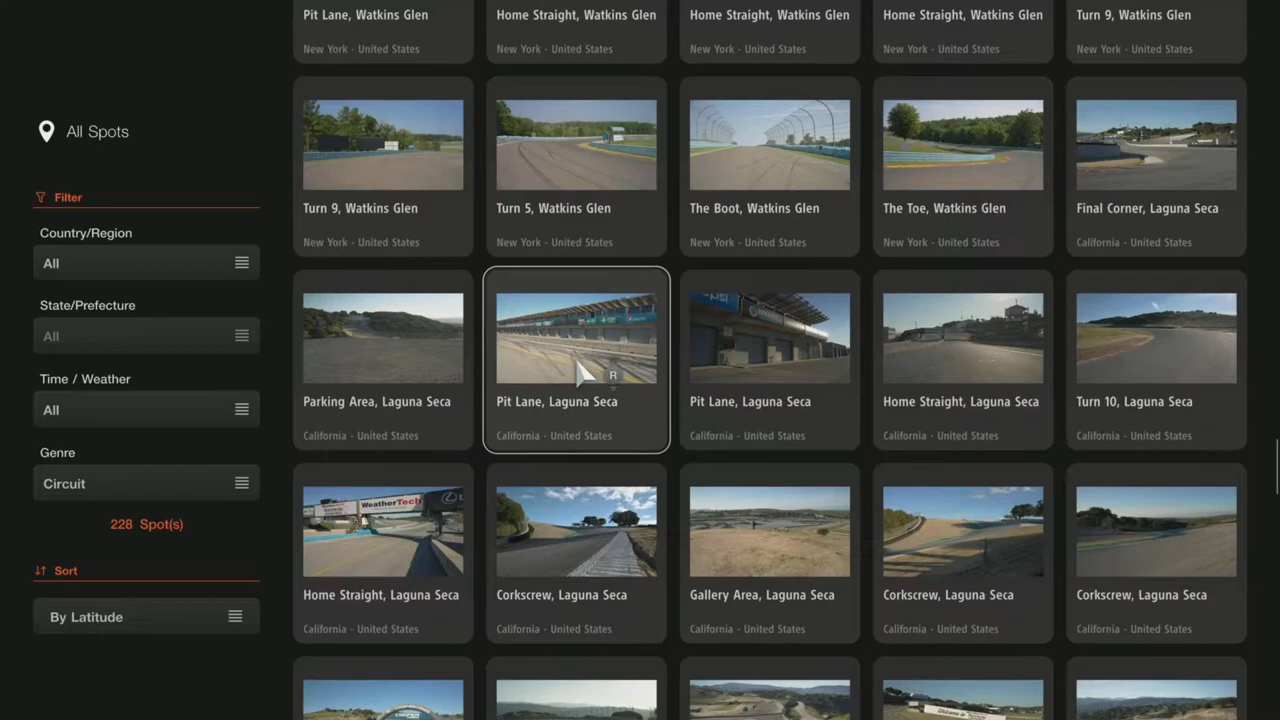 Pit Lane, Watkins Glen
Home Straight, Watkins Glen
Home Straight, Watkins Glen
Home Straight, Watkins Glen
Turn 9, Watkins Glen
New York - United States
New York - United States
New York - United States
New York - United States
New York - United States
All Spots
Filter
Country/Region
All
State/Prefecture
All
Time / Weather
All
Genre
Circuit
228 Spot(s)
Sort
By Latitude
Turn 9, Watkins Glen
Turn 5, Watkins Glen
The Boot, Watkins Glen
The Toe, Watkins Glen
Final Corner, Laguna Seca
New York - United States
New York - United States
New York - United States
New York - United States
California - United States
pepsi
R
Parking Area, Laguna Seca
Pit Lane, Laguna Seca
Pit Lane, Laguna Seca
Home Straight, Laguna Seca
Turn 10, Laguna Seca
California - United States
California - United States
California - United States
California - United States
California - United States
WeatherTech
Home Straight, Laguna Seca
Corkscrew, Laguna Seca
Gallery Area, Laguna Seca
Corkscrew, Laguna Seca
Corkscrew, Laguna Seca
California - United States
California - United States
California - United States
California - United States
California - United States